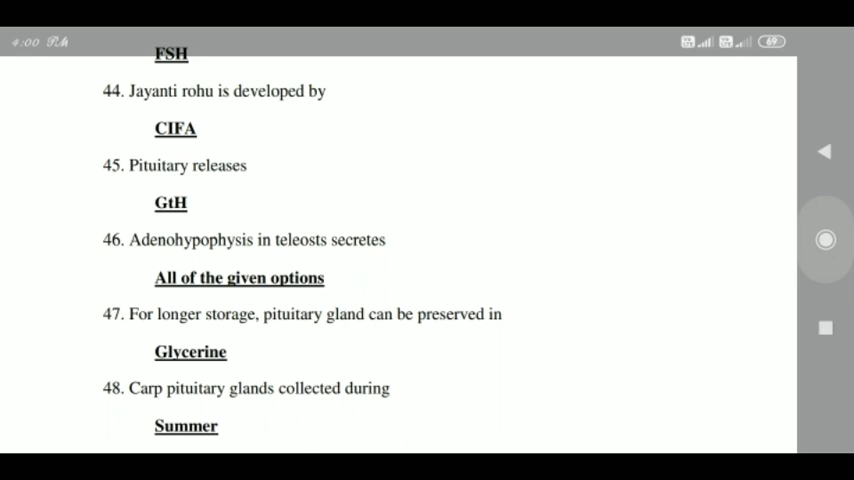 4:00 PM
69
FSH
44. Jayanti rohu is developed by
CIFA
45. Pituitary releases
GtH
46. Adenohypophysis in teleosts secretes
All of the given options
47. For longer storage, pituitary gland can be preserved in
Glycerine
48. Carp pituitary glands collected during
Summer